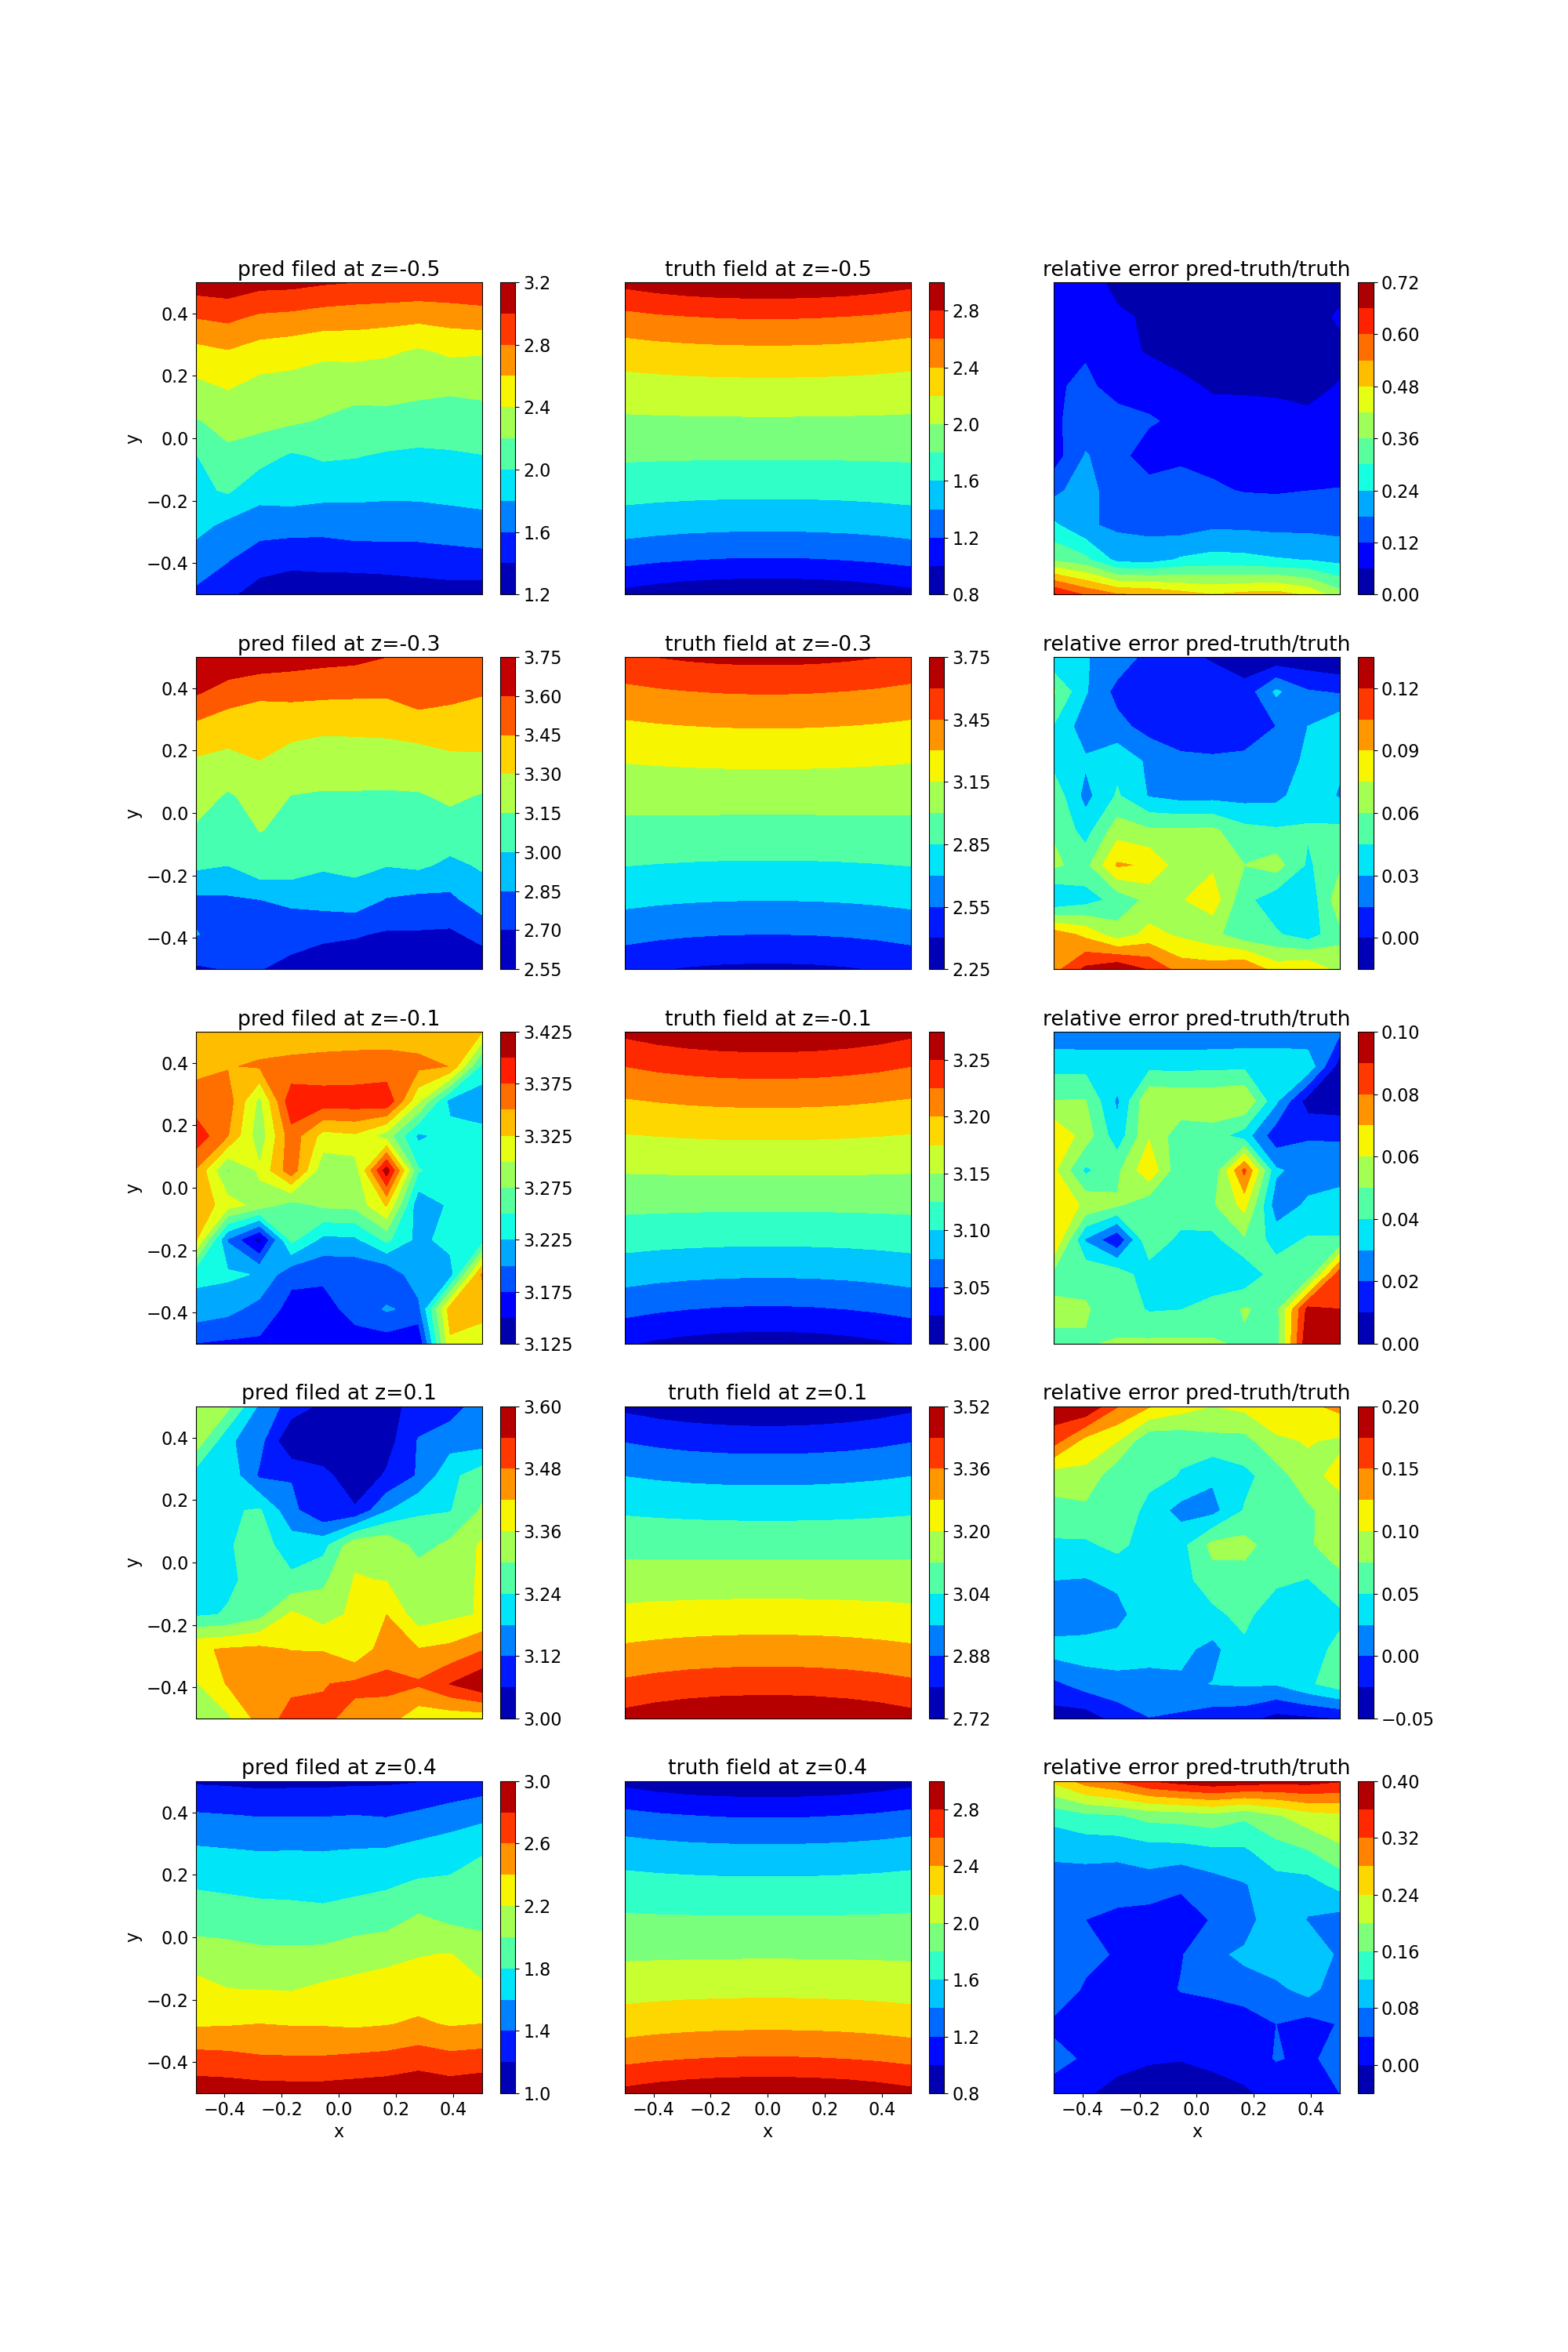 pred filed at z=-0.5 truth field at z=-0.5 relative error pred-truth/truth
y 0.4 0.2 0.0 −0.2 −0.4
3.2 2.8 2.4 2.0 1.6 1.2
2.8 2.4 2.0 1.6 1.2 0.8
0.72 0.60 0.48 0.36 0.24 0.12 0.00
pred filed at z=-0.3 truth field at z=-0.3 relative error pred-truth/truth
y 0.4 0.2 0.0 −0.2 −0.4
3.75 3.60 3.45 3.30 3.15 3.00 2.85 2.70 2.55
3.75 3.45 3.15 2.85 2.55 2.25
0.12 0.09 0.06 0.03 0.00
pred filed at z=-0.1 truth field at z=-0.1 relative error pred-truth/truth
y 0.4 0.2 0.0 −0.2 −0.4
3.425 3.375 3.325 3.275 3.225 3.175 3.125
3.25 3.20 3.15 3.10 3.05 3.00
0.10 0.08 0.06 0.04 0.02 0.00
pred filed at z=0.1 truth field at z=0.1 relative error pred-truth/truth
y 0.4 0.2 0.0 −0.2 −0.4
3.60 3.48 3.36 3.24 3.12 3.00
3.52 3.36 3.20 3.04 2.88 2.72
0.20 0.15 0.10 0.05 0.00 −0.05
pred filed at z=0.4 truth field at z=0.4 relative error pred-truth/truth
y 0.4 0.2 0.0 −0.2 −0.4
3.0 2.6 2.2 1.8 1.4 1.0
2.8 2.4 2.0 1.6 1.2 0.8
0.40 0.32 0.24 0.16 0.08 0.00
−0.4 −0.2 0.0 0.2 0.4 −0.4 −0.2 0.0 0.2 0.4 −0.4 −0.2 0.0 0.2 0.4
x x x